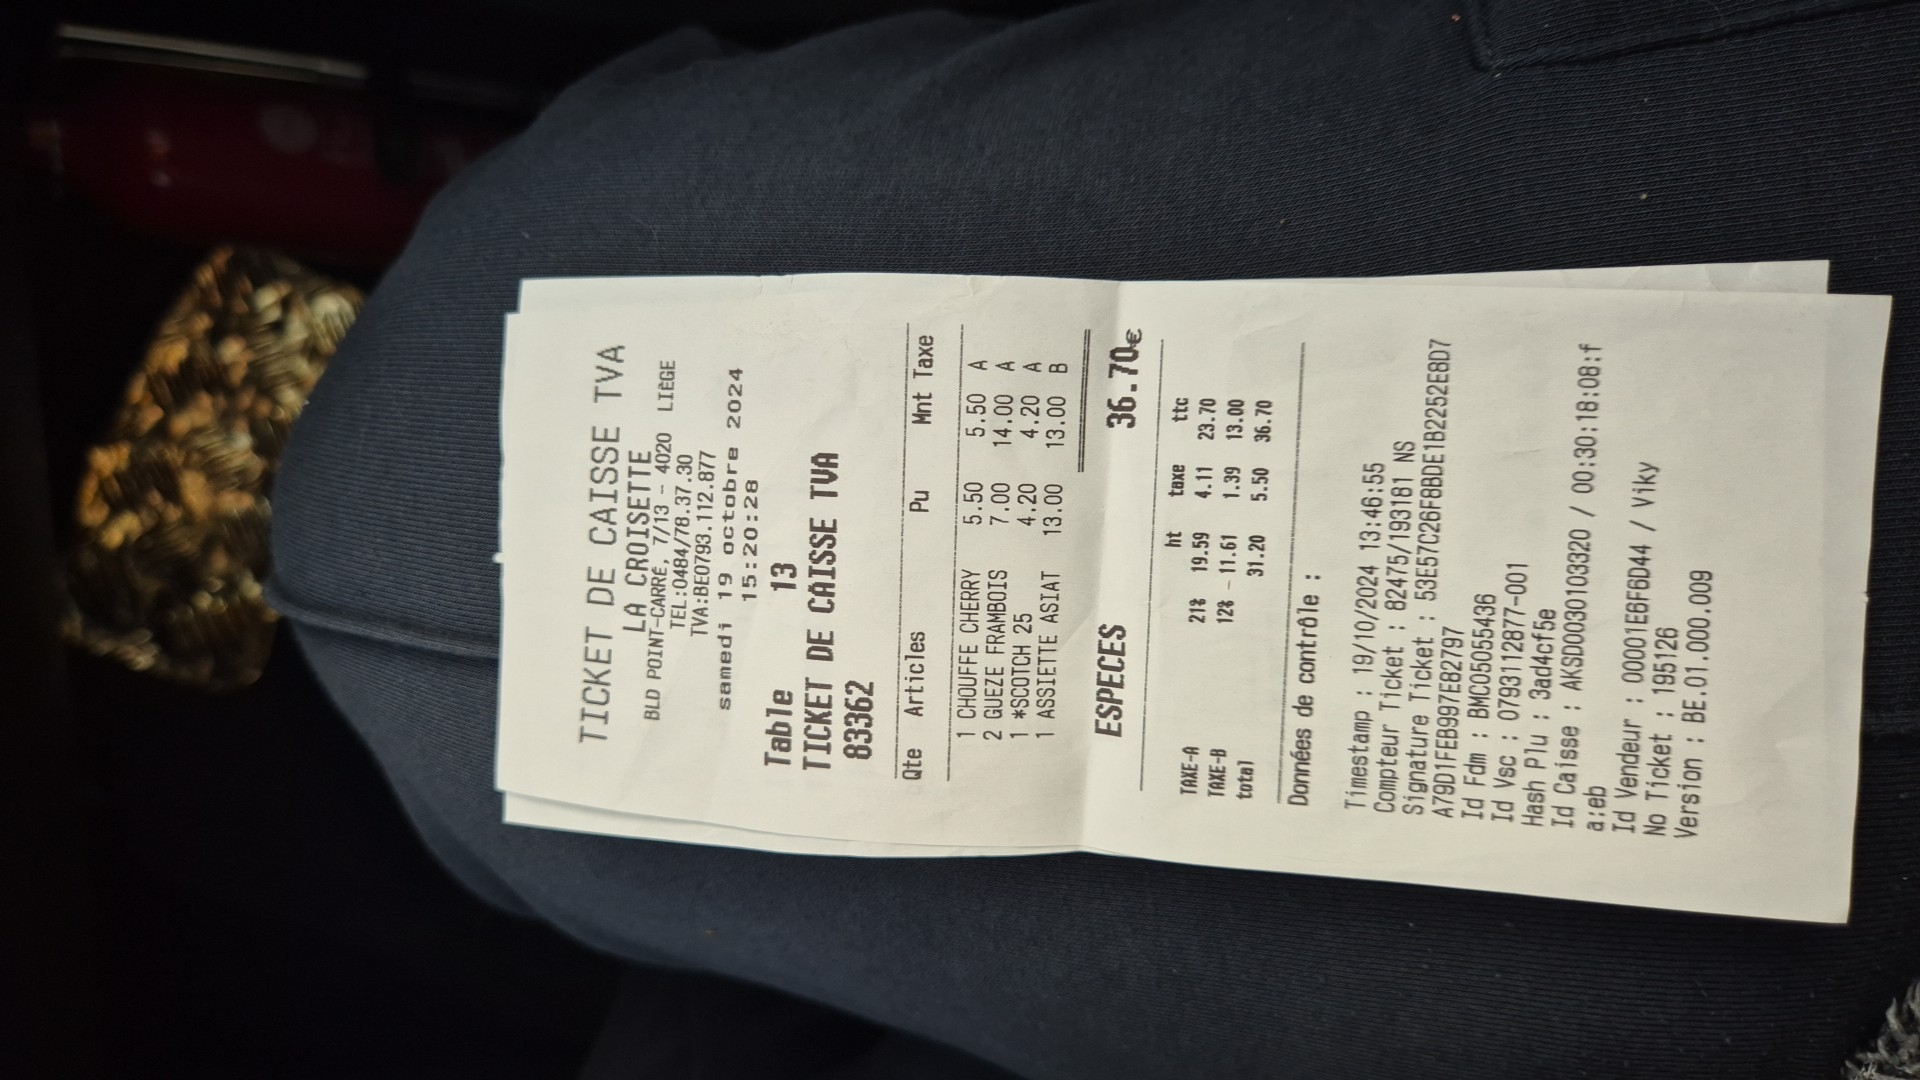 TICKET DE CAISSE TVA
LA CROISETTE
BLD POINT-CARRÉ, 7/13 - 4020 LIEGE
TEL:0484/78.37.30
TVA:BE0793.112.877
samedi 19 octobre 2024
15:20:28
Table 13
TICKET DE CAISSE TVA
83362
Qte Articles Pu Mnt Taxe
1 CHOUFFE CHERRY 5.50 5.50 A
2 GUEZE FRAMBOIS 7.00 14.00 A
1 *SCOTCH 25 4.20 4.20 A
1 ASSIETTE ASIAT 13.00 13.00 B
ESPECES 36.70€
ht taxe ttc
TAXE-A 21% 19.59 4.11 23.70
TAXE-B 12% - 11.61 1.39 13.00
total 31.20 5.50 36.70
Données de contrôle :
Timestamp : 19/10/2024 13:46:55
Compteur Ticket : 82475/193181 NS
Signature Ticket : 53E57C26F8BDE1B2252E8D7
A79D1FEB997E82797
Id Fdm : BMC05055436
Id Vsc : 0793112877-001
Hash Plu : 3ad4cf5e
Id Caisse : AKSD0030103320 / 00:30:18:08:f
a:eb
Id Vendeur : 00001E6F6D44 / Viky
No Ticket : 195126
Version : BE.01.000.009